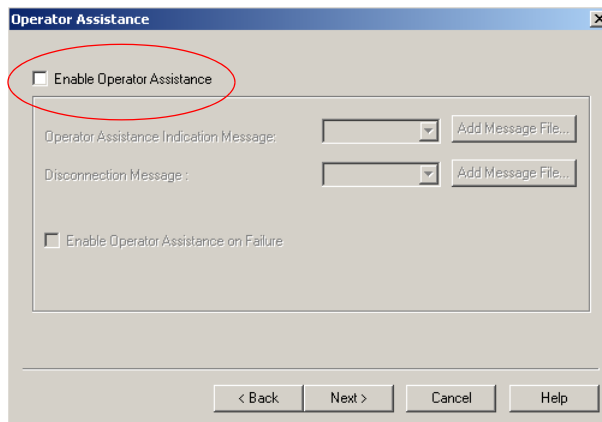 Operator Assistance
Enable Operator Assistance
Operator Assistance Indication Message:
Add Message File...
Disconnection Message :
Add Message File...
Enable Operator Assistance on Failure
< Back
Next >
Cancel
Help